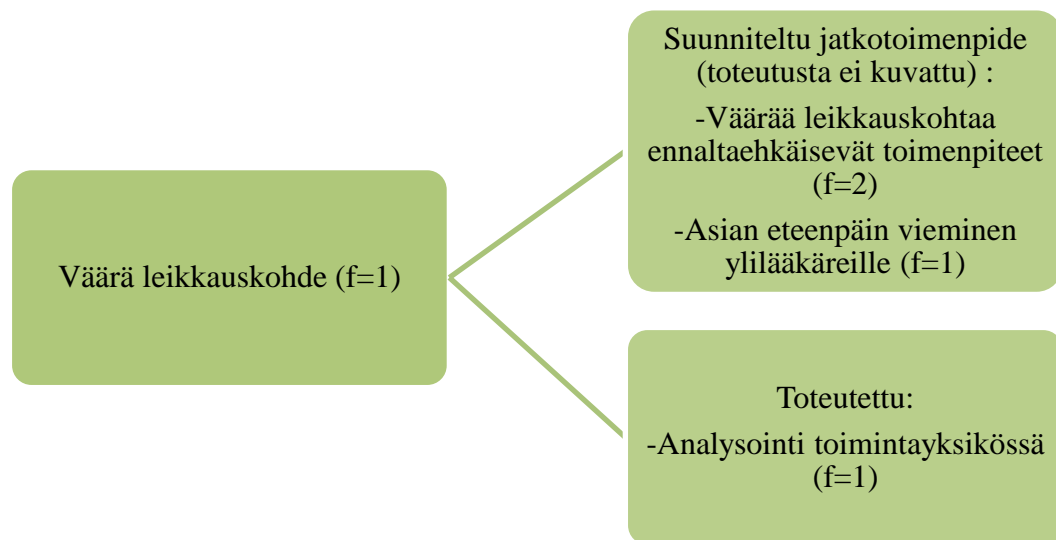 Väärä leikkauskohde (f=1)
Suunniteltu jatkotoimenpide
(toteutusta ei kuvattu) :
-Väärää leikkauskohtaa
ennaltaehkäisevät toimenpiteet
(f=2)
-Asian eteenpäin vieminen
ylilääkäreille (f=1)
Toteutettu:
-Analysointi toimintayksikössä
(f=1)